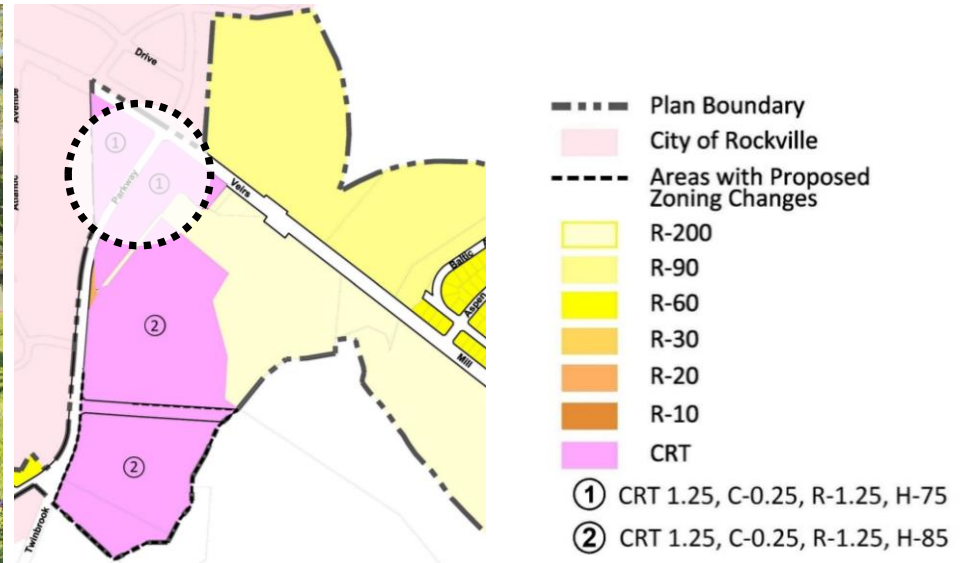 Drive
Avenue
1
Parkway
1
Atlantic
Veirs
Baltic
Aspen
2
Mill
2
Twinbrook
Plan Boundary
City of Rockville
Areas with Proposed
Zoning Changes
R-200
R-90
R-60
R-30
R-20
R-10
CRT
1 CRT 1.25, C-0.25, R-1.25, H-75
2 CRT 1.25, C-0.25, R-1.25, H-85